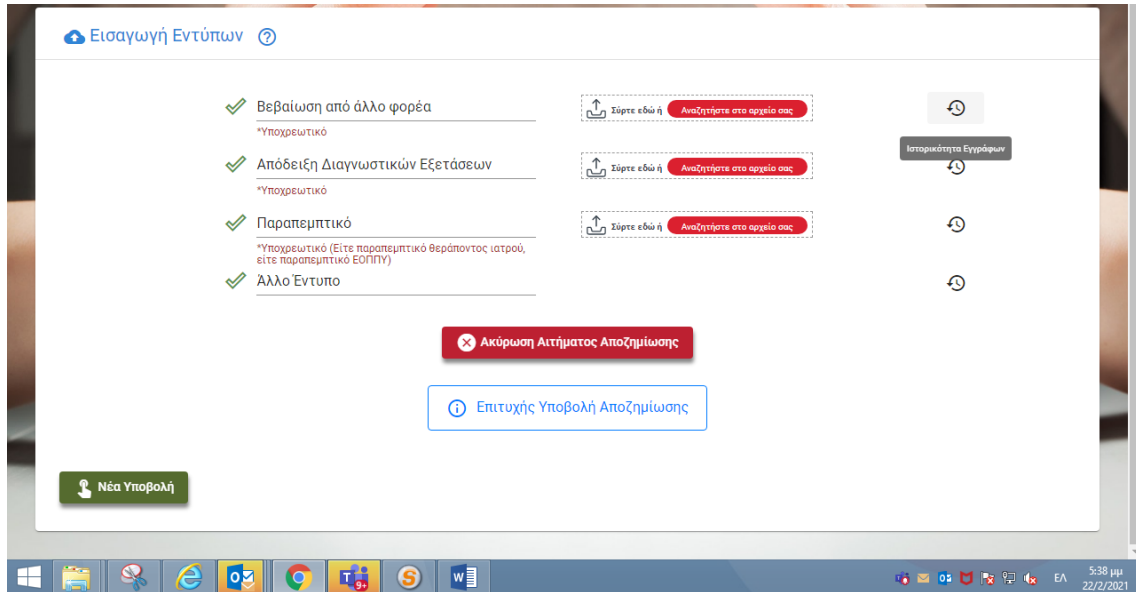 Εισαγωγή Εντύπων ?
Βεβαίωση από άλλο φορέα
Σύρτε εδώ ή Αναζητήστε στο αρχείο σας
*Υποχρεωτικό
Ιστορικότητα Εγγράφων
Απόδειξη Διαγνωστικών Εξετάσεων
Σύρτε εδώ ή Αναζητήστε στο αρχείο σας
*Υποχρεωτικό
Παραπεμπτικό
Σύρτε εδώ ή Αναζητήστε στο αρχείο σας
*Υποχρεωτικό (Είτε παραπεμπτικό θεράποντος ιατρού,
είτε παραπεμπτικό ΕΟΠΠΥ)
Άλλο Έντυπο
Ακύρωση Αιτήματος Αποζημίωσης
Επιτυχής Υποβολή Αποζημίωσης
Νέα Υποβολή
9+
ΕΛ
5:38 μμ
22/2/2021